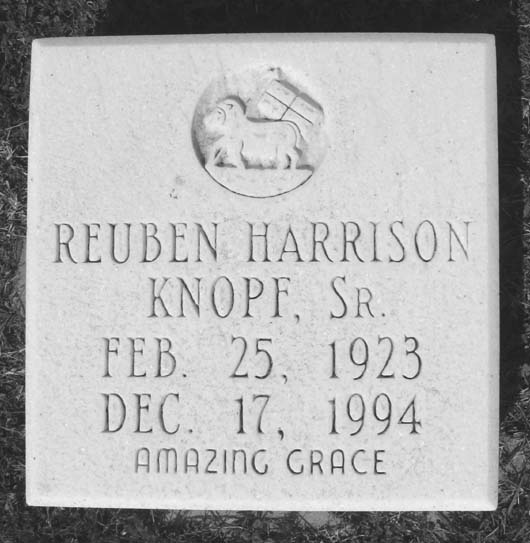 REUBEN HARRISON
KNOPF, SR.
FEB. 25, 1923
DEC. 17, 1994
AMAZING GRACE